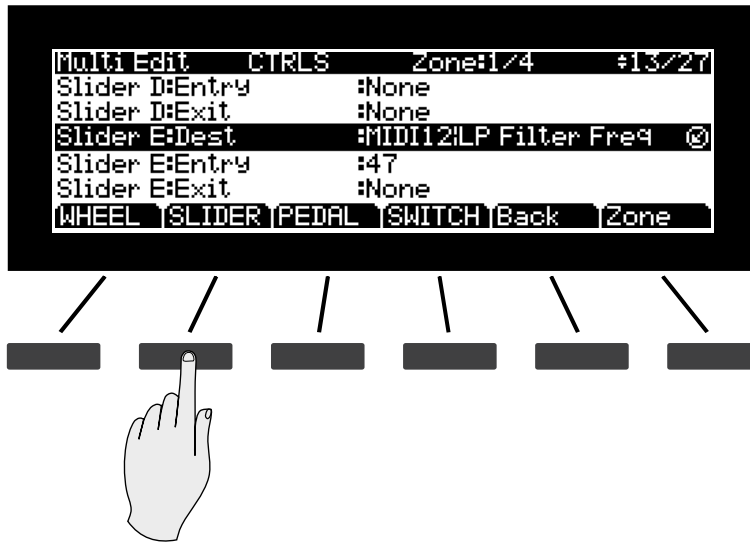 Multi Edit CTRLS Zone:1/4 13/27
Slider D:Entry :None
Slider D:Exit :None
Slider E:Dest :MIDI12:LP Filter Freq
Slider E:Entry :47
Slider E:Exit :None
WHEEL SLIDER PEDAL SWITCH Back Zone